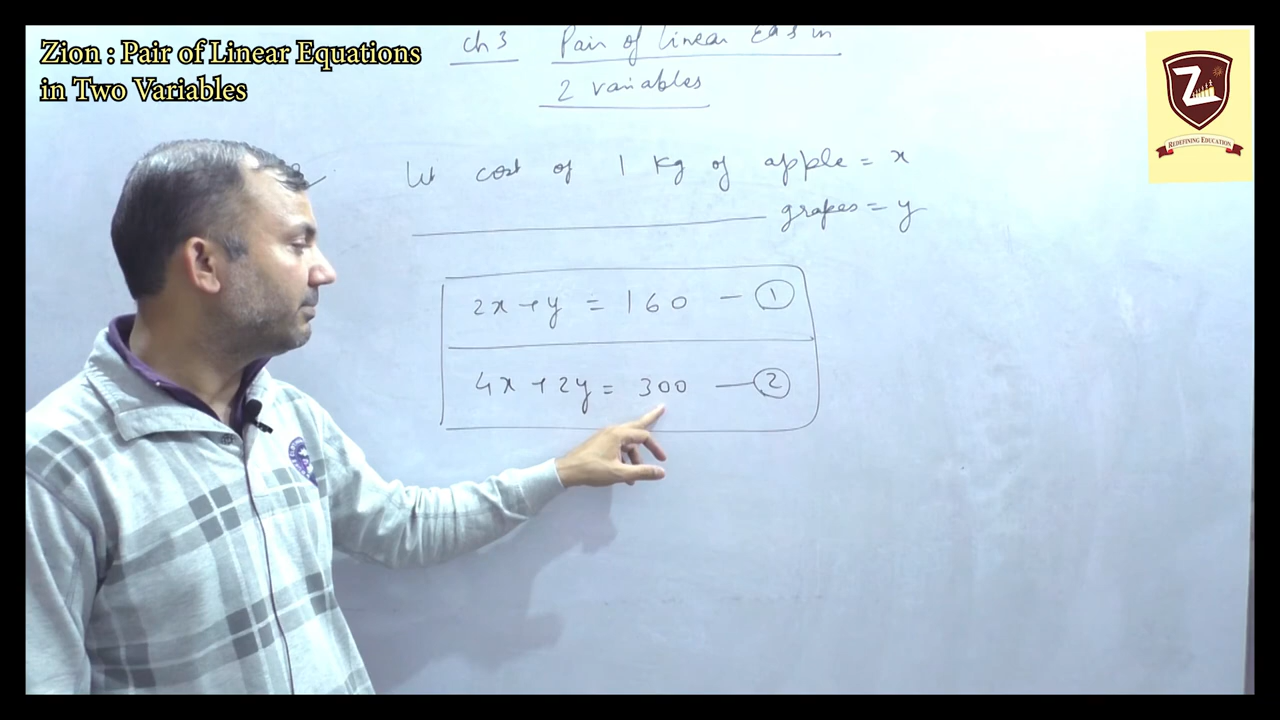 Zion : Pair of Linear Equations
in Two Variables
Ch 3 Pair of linear Eqs in
2 variables
Let cost of 1 kg of apple = x
grapes = y
2x + y = 160 — 1
4x + 2y = 300 — 2
Z
REDEFINING EDUCATION